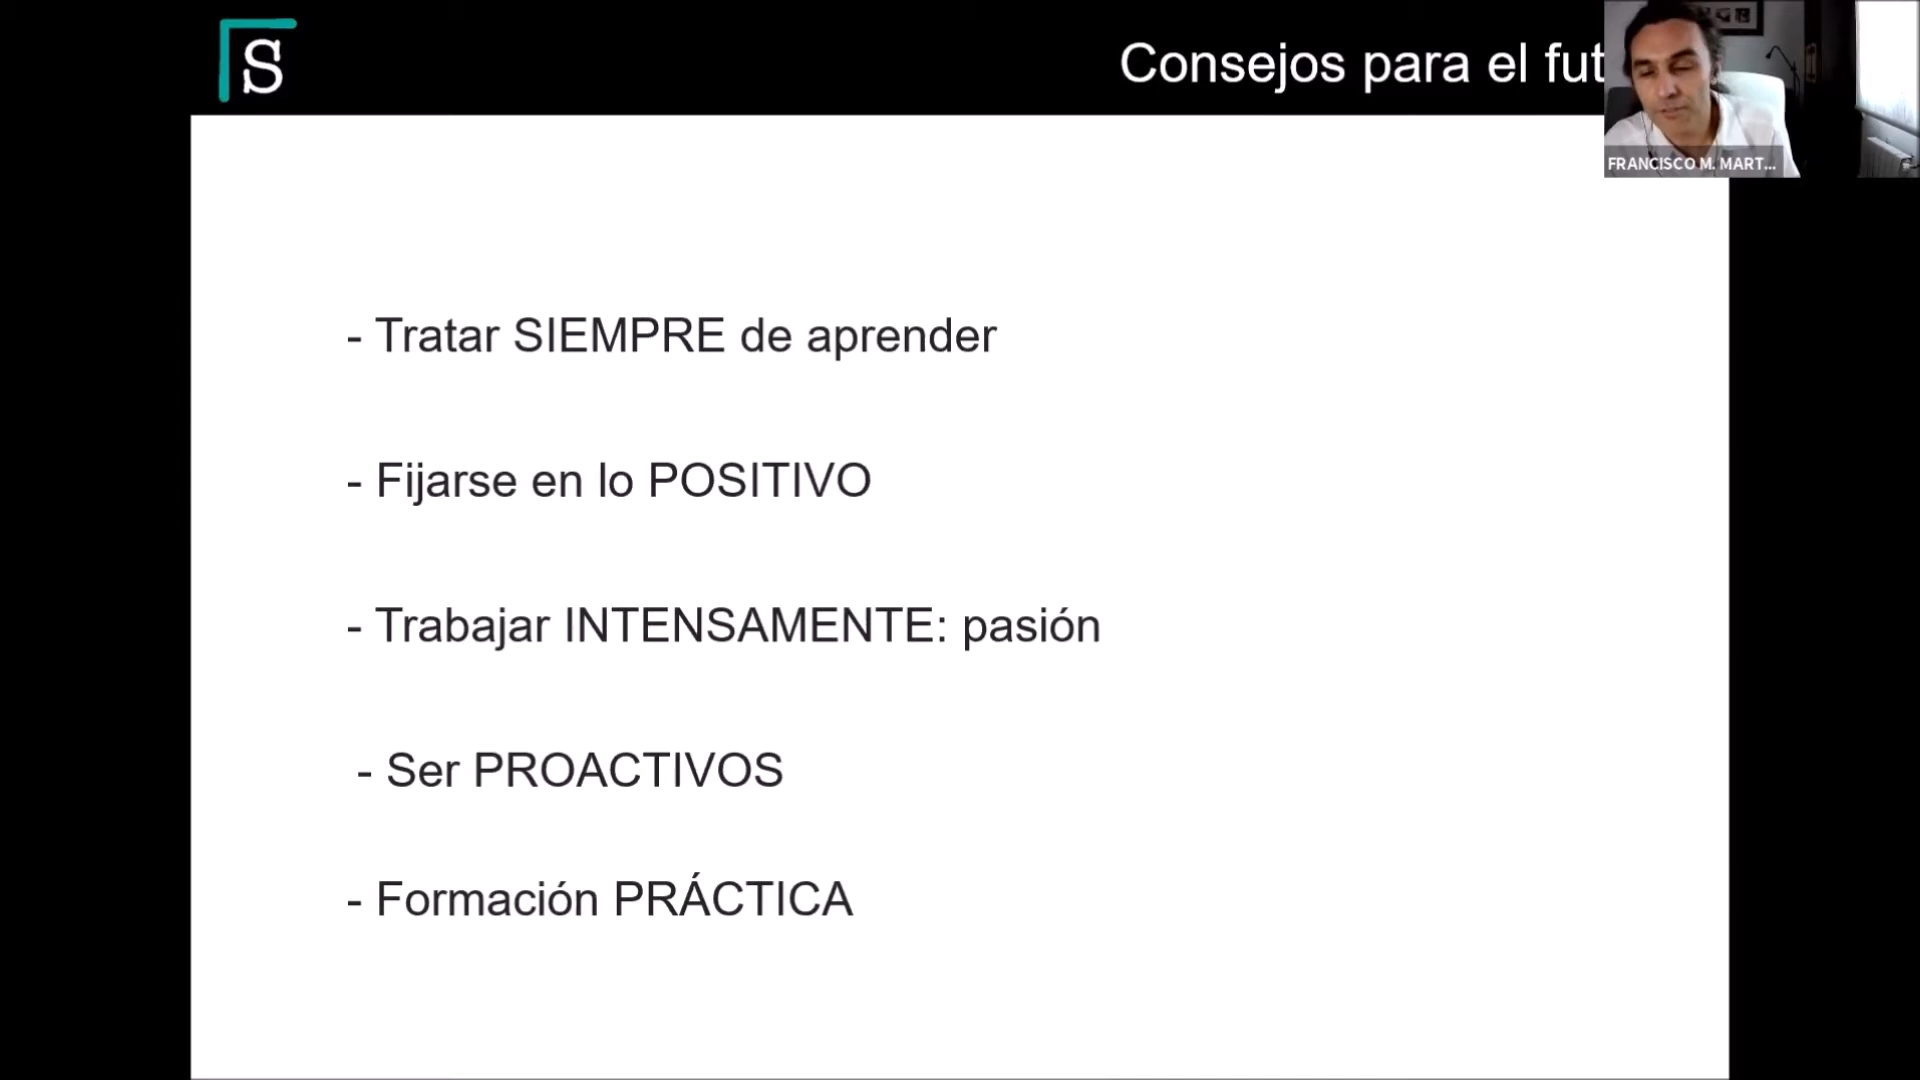 S
Consejos para el fut
FRANCISCO M. MART...
- Tratar SIEMPRE de aprender
- Fijarse en lo POSITIVO
- Trabajar INTENSAMENTE: pasión
- Ser PROACTIVOS
- Formación PRÁCTICA